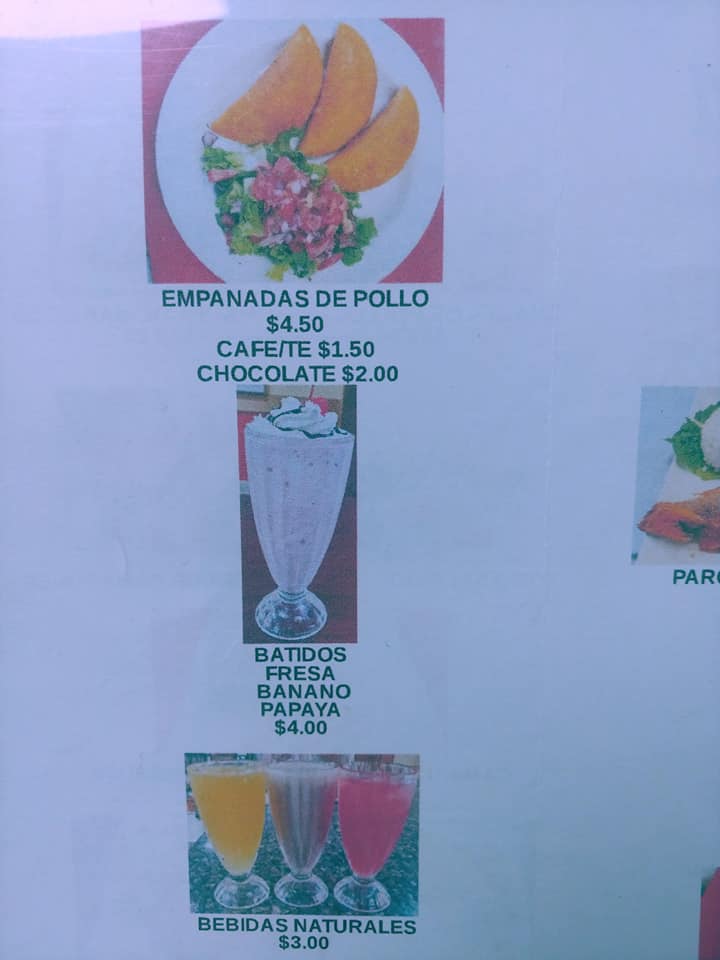 EMPANADAS DE POLLO
$4.50
CAFE/TE $1.50
CHOCOLATE $2.00
BATIDOS
FRESA
BANANO
PAPAYA
$4.00
BEBIDAS NATURALES
$3.00